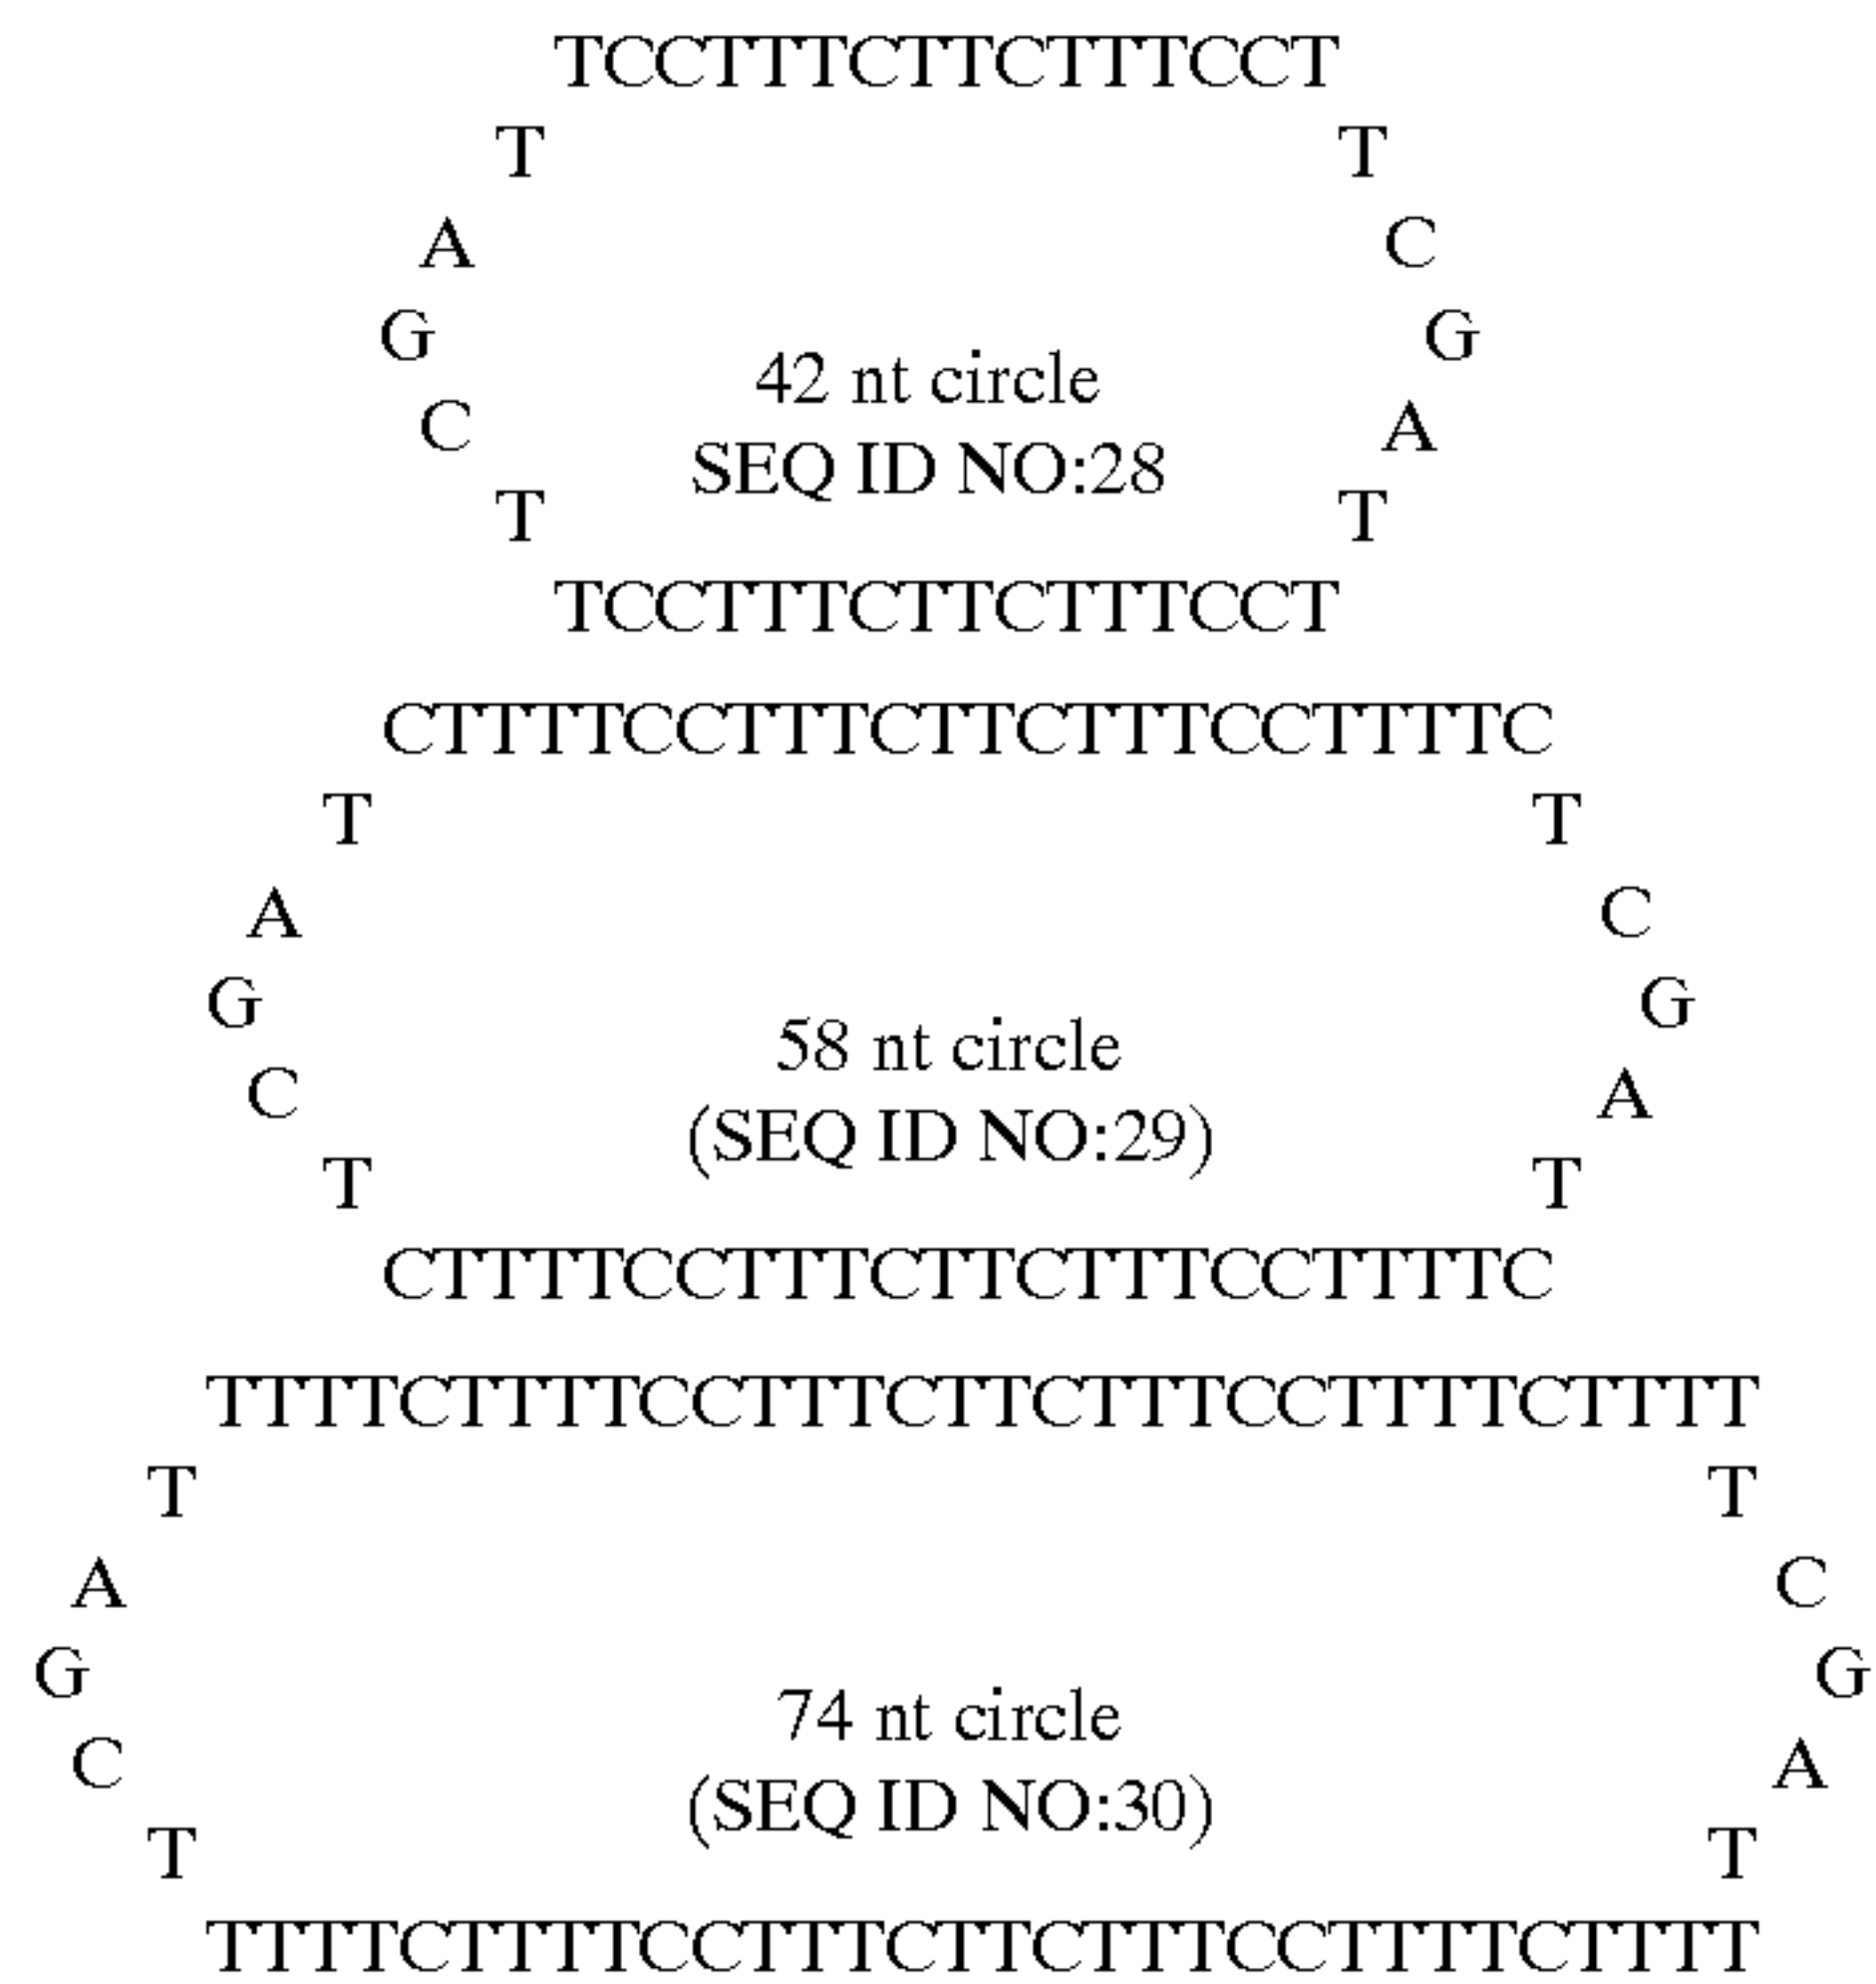 TCCTTTCTTCTTTCCT
T T
A C
G G
42 nt circle
C A
SEQ ID NO:28
T T
TCCTTTCTTCTTTCCT
CTTTTCCTTTCTTCTTTCCTTTTC
T T
A C
G G
58 nt circle
C A
(SEQ ID NO:29)
T T
CTTTTCCTTTCTTCTTTCCTTTTC
TTTTCTTTTCCTTTCTTCTTTCCTTTTCTTTT
T T
A C
G G
74 nt circle
C A
(SEQ ID NO:30)
T T
TTTTCTTTTCCTTTCTTCTTTCCTTTTCTTTT